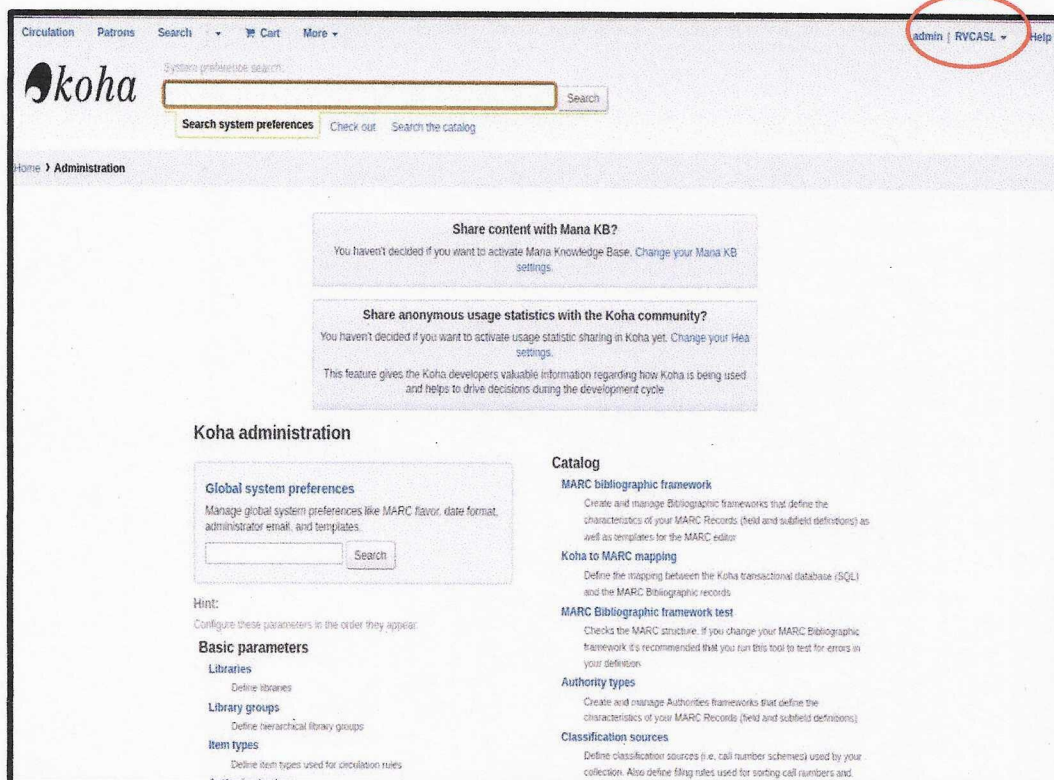 Circulation Patrons Search Cart More admin | RVCASL Help
koha
System preference search:
Search
Search system preferences Check out Search the catalog
Home › Administration
Share content with Mana KB?
You haven't decided if you want to activate Mana Knowledge Base. Change your Mana KB
settings.
Share anonymous usage statistics with the Koha community?
You haven't decided if you want to activate usage statistic sharing in Koha yet. Change your Hea
settings.
This feature gives the Koha developers valuable information regarding how Koha is being used
and helps to drive decisions during the development cycle
Koha administration
Global system preferences
Manage global system preferences like MARC flavor, date format,
administrator email, and templates.
Search
Hint:
Configure these parameters in the order they appear.
Basic parameters
Libraries
Define libraries
Library groups
Define hierarchical library groups
Item types
Define item types used for circulation rules
Catalog
MARC bibliographic framework
Create and manage Bibliographic frameworks that define the
characteristics of your MARC Records (field and subfield definitions) as
well as templates for the MARC editor
Koha to MARC mapping
Define the mapping between the Koha transactional database (SQL)
and the MARC Bibliographic records
MARC Bibliographic framework test
Checks the MARC structure. If you change your MARC Bibliographic
framework it's recommended that you run this tool to test for errors in
your definition
Authority types
Create and manage Authorities frameworks that define the
characteristics of your MARC Records (field and subfield definitions)
Classification sources
Define classification sources (i.e. call number schemes) used by your
collection. Also define filing rules used for sorting call numbers and